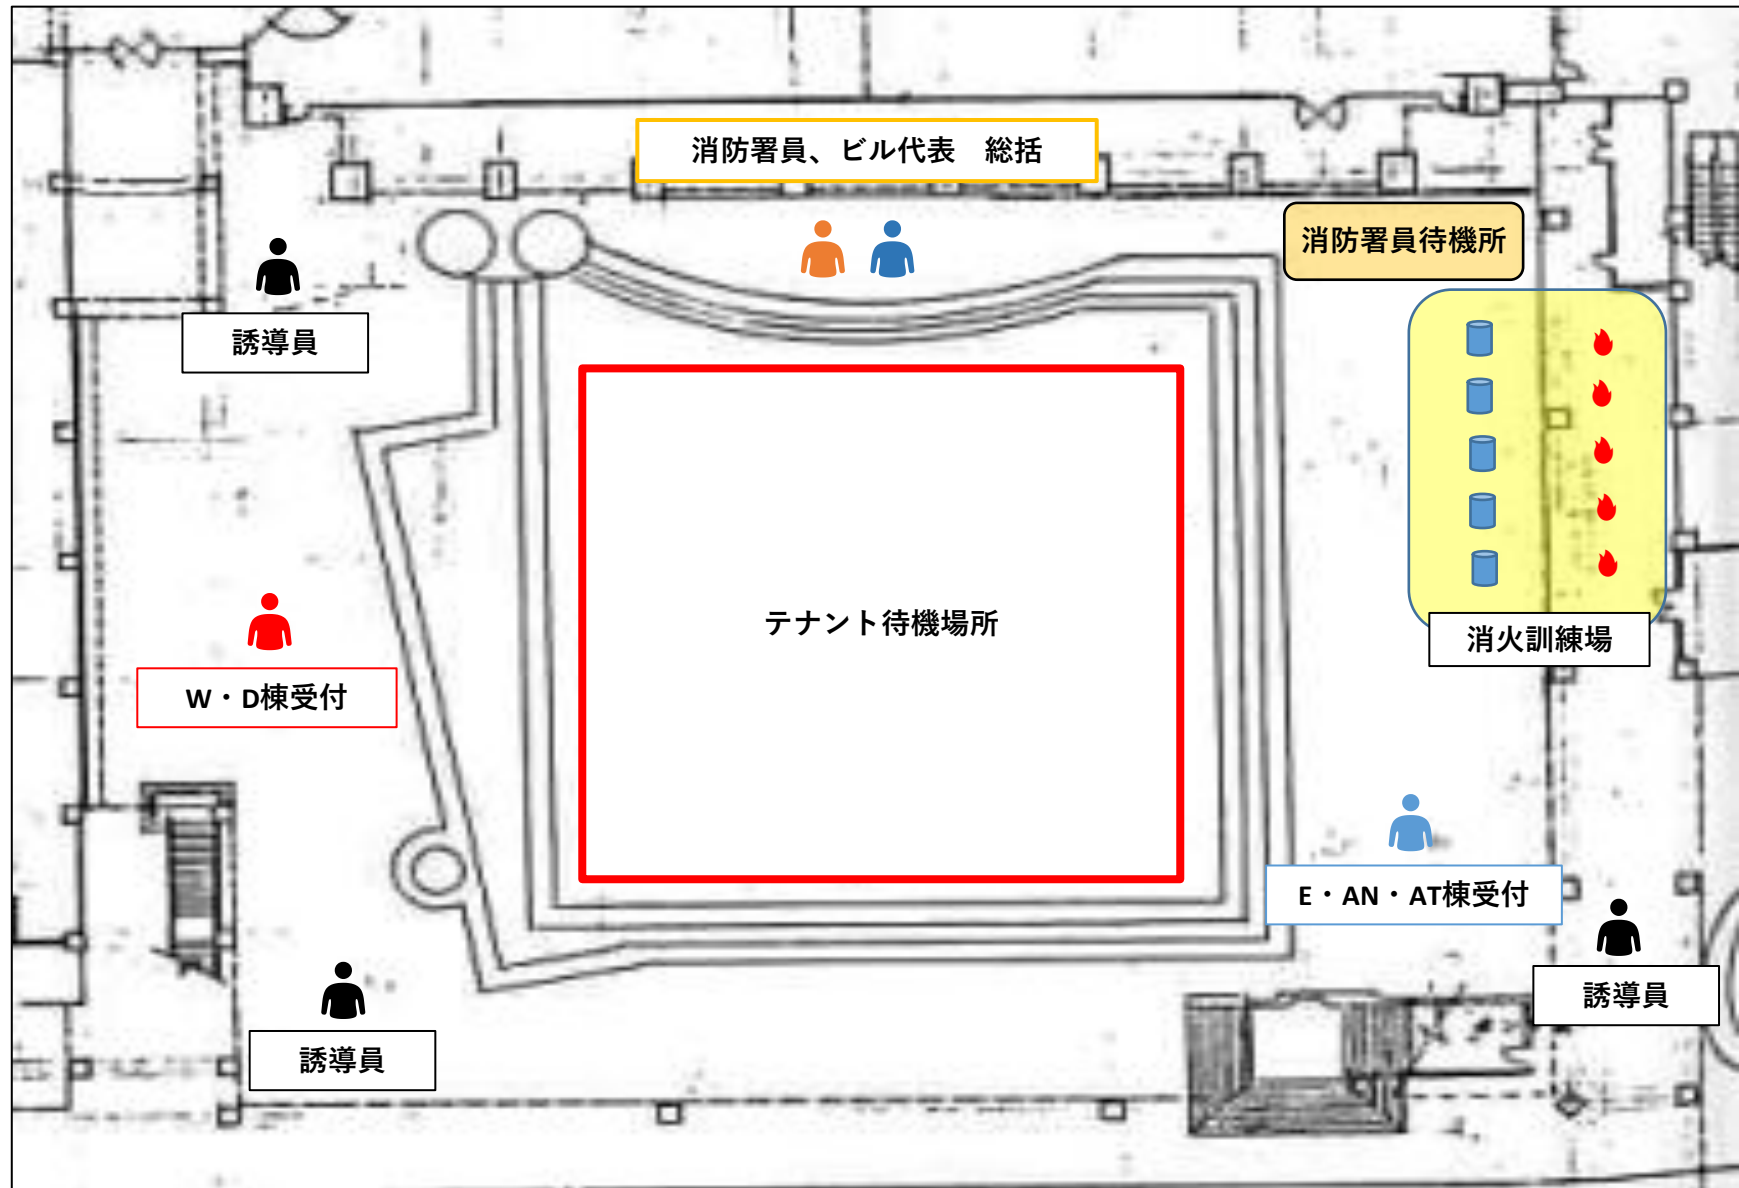 消防署員、ビル代表　総括
消防署員待機所
誘導員
テナント待機場所
消火訓練場
W・D棟受付
E・AN・AT棟受付
誘導員
誘導員